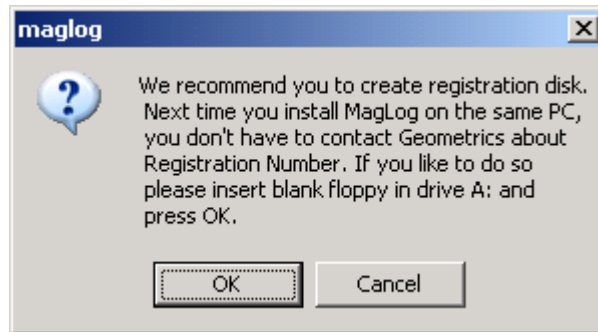 maglog
We recommend you to create registration disk.
Next time you install MagLog on the same PC,
you don't have to contact Geometrics about
Registration Number. If you like to do so
please insert blank floppy in drive A: and
press OK.
OK
Cancel